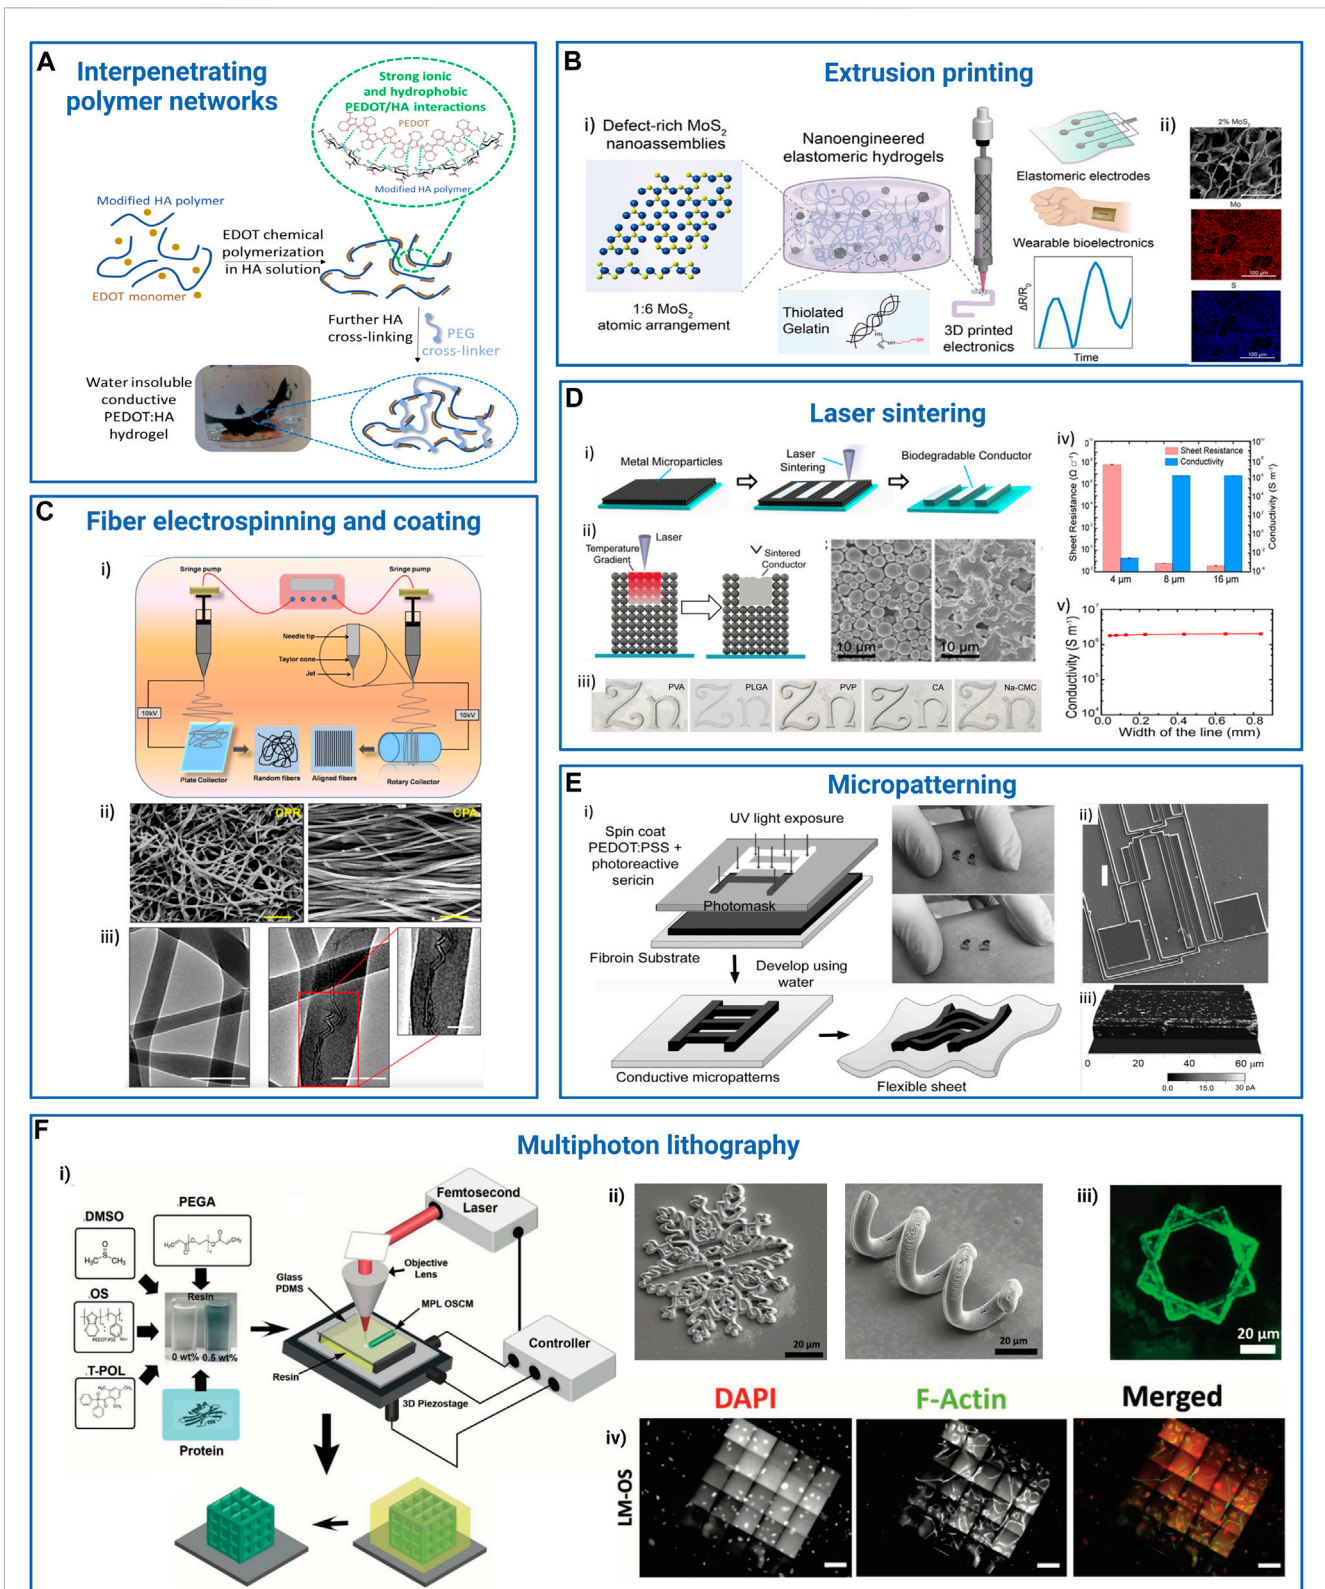 A
Interpenetrating
polymer networks
Strong ionic
and hydrophobic
PEDOT/HA interactions
PEDOT
Modified HA polymer
Modified HA polymer
EDOT chemical
polymerization
in HA solution
EDOT monomer
Further HA
cross-linking
PEG
cross-linker
Water insoluble
conductive
PEDOT:HA
hydrogel
B
Extrusion printing
i)
Defect-rich MoS2
nanoassemblies
Nanoengineered
elastomeric hydrogels
1:6 MoS2
atomic arrangement
Thiolated
Gelatin
3D printed
electronics
Elastomeric electrodes
Wearable bioelectronics
ΔR/R0
Time
ii)
2% MoS2
Mo
100 µm
S
100 µm
C
Fiber electrospinning and coating
i)
Sringe pump
Sringe pump
Needle tip
Taylor cone
Jet
10kV
10kV
Plate Collector
Random fibers
Aligned fibers
Rotary Collector
ii)
CPR
CPA
iii)
D
Laser sintering
i)
Metal Microparticles
Laser
Sintering
Biodegradable Conductor
ii)
Laser
Temperature
Gradient
Sintered
Conductor
10 µm
10 µm
iii)
PVA
PLGA
PVP
CA
Na-CMC
iv)
Sheet Resistance
Conductivity
Sheet Resistance (Ω □⁻¹)
Conductivity (S m⁻¹)
4 µm
8 µm
16 µm
v)
Conductivity (S m⁻¹)
10⁷
10⁶
10⁵
10⁴
0.0
0.2
0.4
0.6
0.8
Width of the line (mm)
E
Micropatterning
i)
Spin coat
PEDOT:PSS +
photoreactive
sericin
UV light exposure
Photomask
Fibroin Substrate
Develop using
water
Conductive micropatterns
Flexible sheet
ii)
iii)
0
20
40
60 µm
0.0
15.0
30 pA
F
Multiphoton lithography
i)
DMSO
PEGA
OS
PEDOT:PSS
T-POL
Resin
0 wt%
0.5 wt%
Protein
Femtosecond
Laser
Objective
Lens
Glass
PDMS
MPL OSCM
Resin
3D Piezostage
Controller
ii)
20 µm
20 µm
iii)
20 µm
iv)
DAPI
F-Actin
Merged
LM-OS